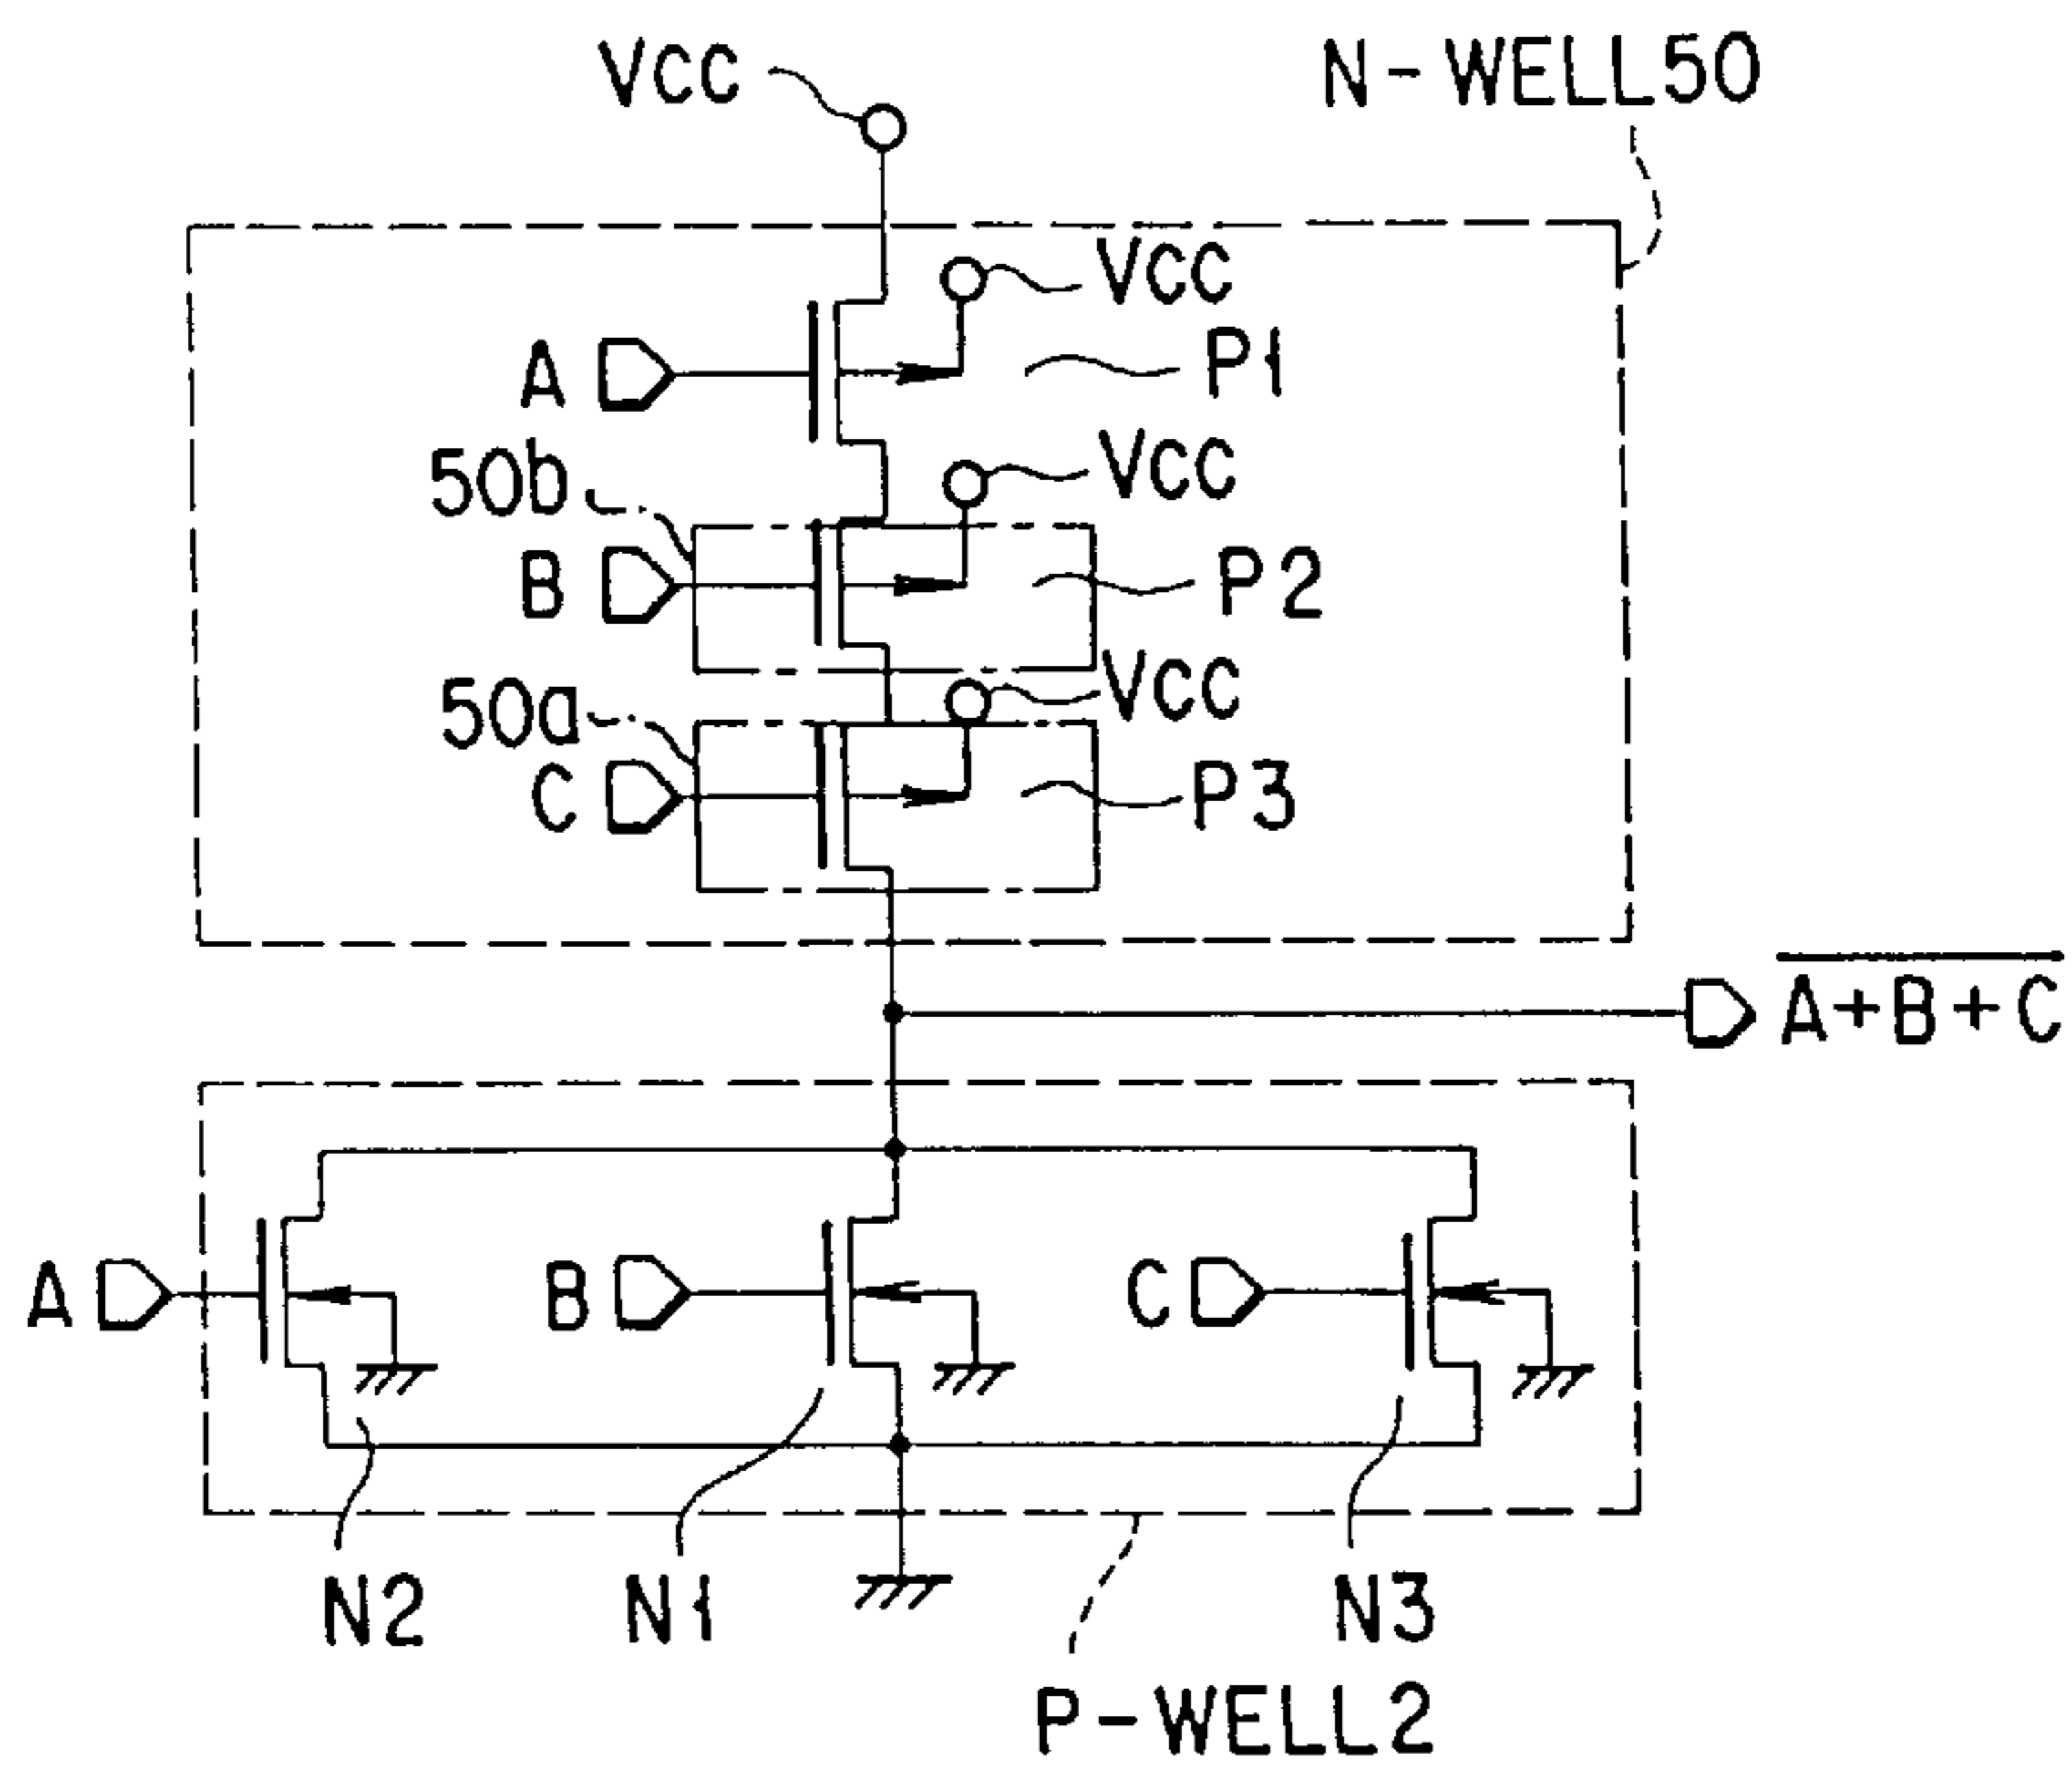 VCC
N-WELL50
VCC
A
P1
50b
VCC
B
P2
50a
VCC
C
P3
A+B+C
A
B
C
N2
N1
N3
P-WELL2